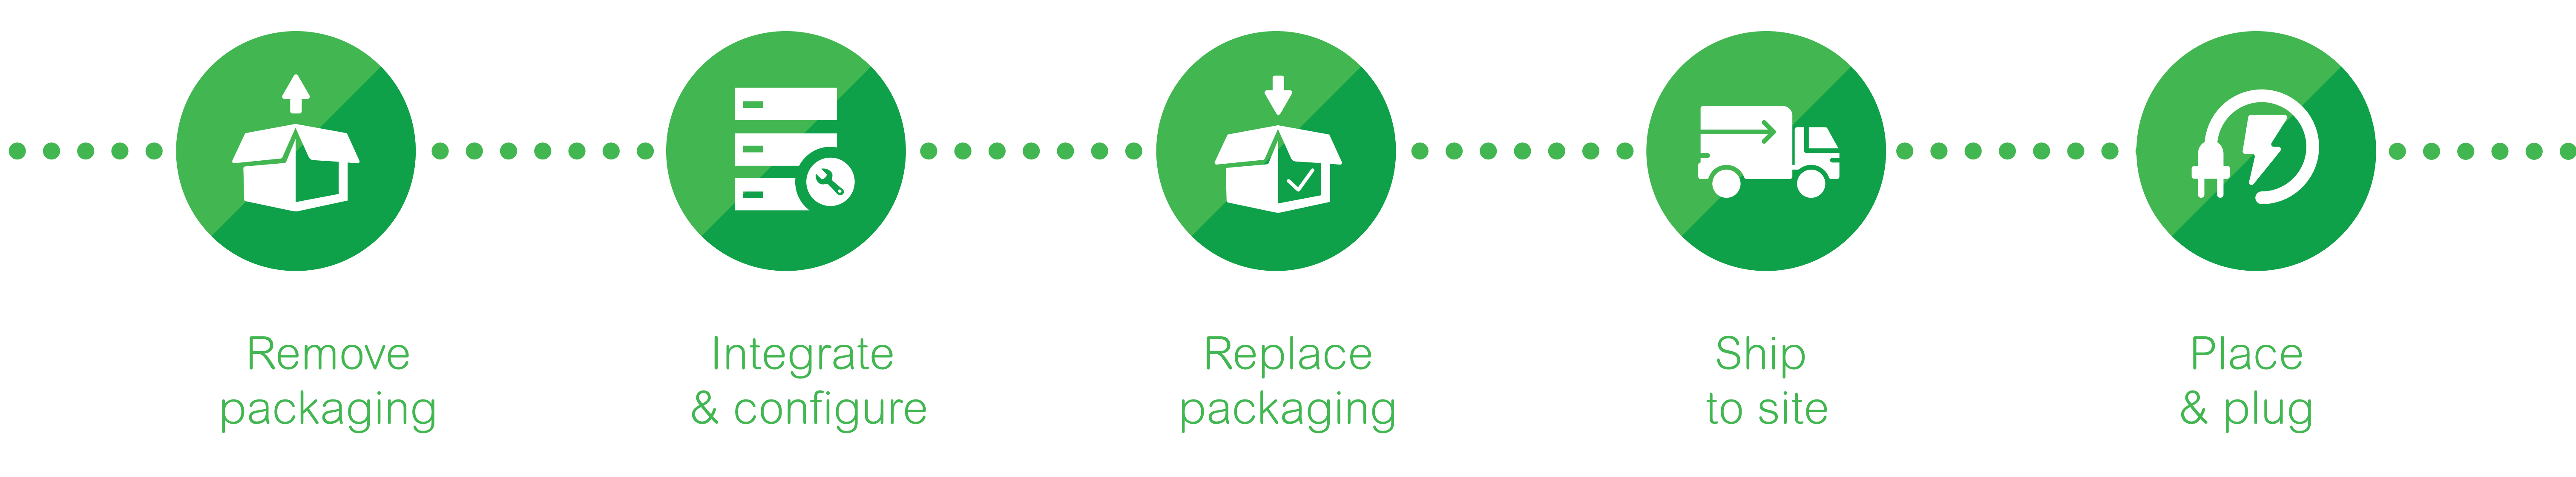 Remove
packaging
Integrate
& configure
Replace
packaging
Ship
to site
Place
& plug